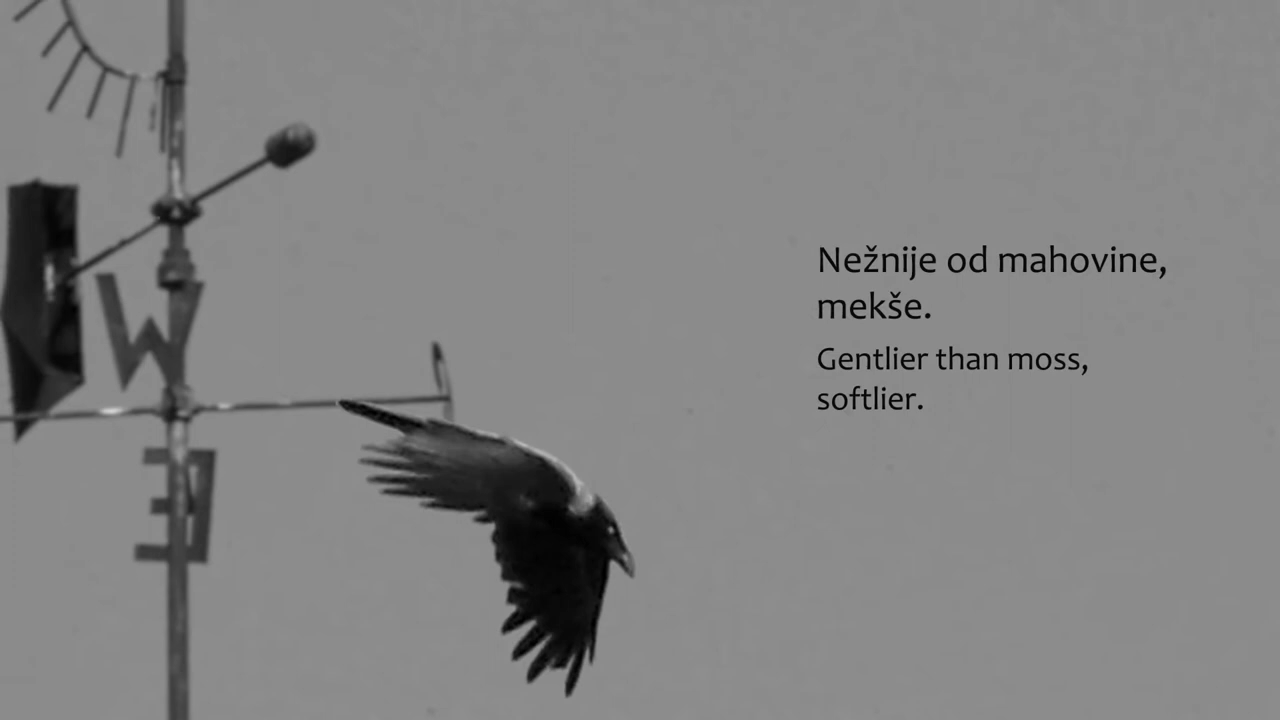 W
E
Nežnije od mahovine,
mekše.
Gentlier than moss,
softlier.